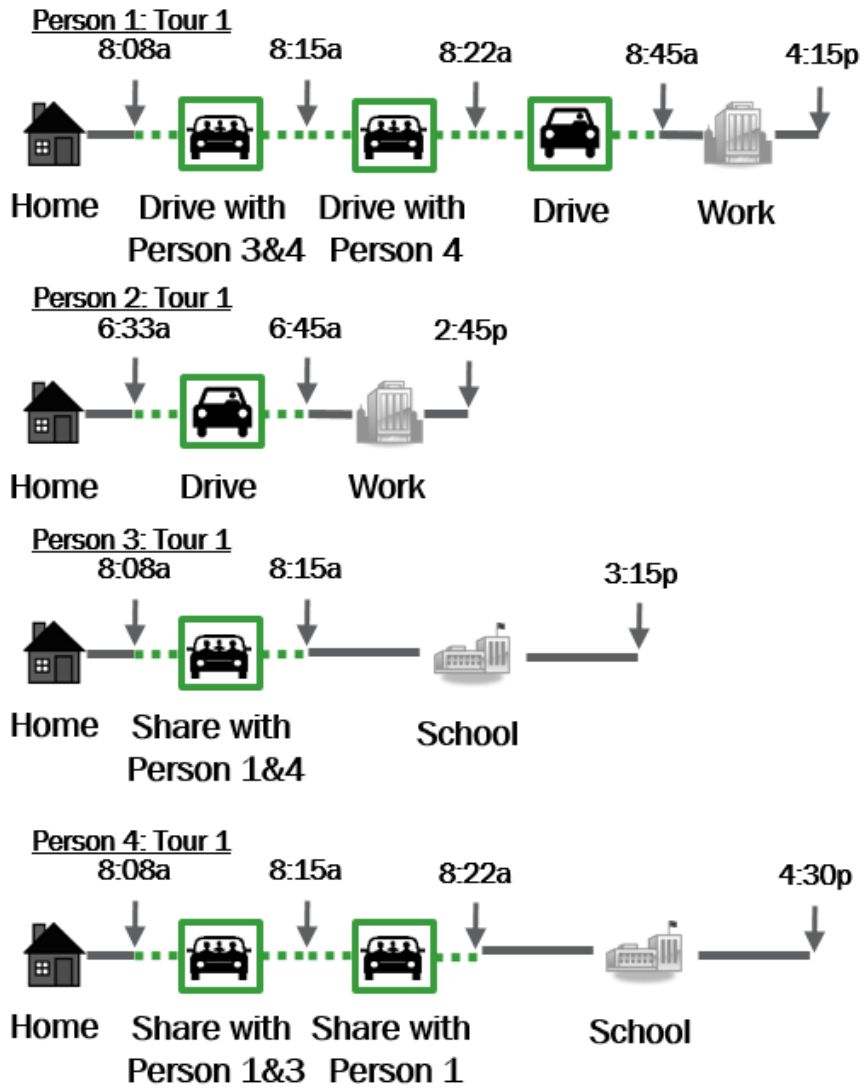 Person 1: Tour 1
8:08a 8:15a 8:22a 8:45a 4:15p
Home Drive with Drive with Drive Work
Person 3&4 Person 4
Person 2: Tour 1
6:33a 6:45a 2:45p
Home Drive Work
Person 3: Tour 1
8:08a 8:15a 3:15p
Home Share with School
Person 1&4
Person 4: Tour 1
8:08a 8:15a 8:22a 4:30p
Home Share with Share with School
Person 1&3 Person 1